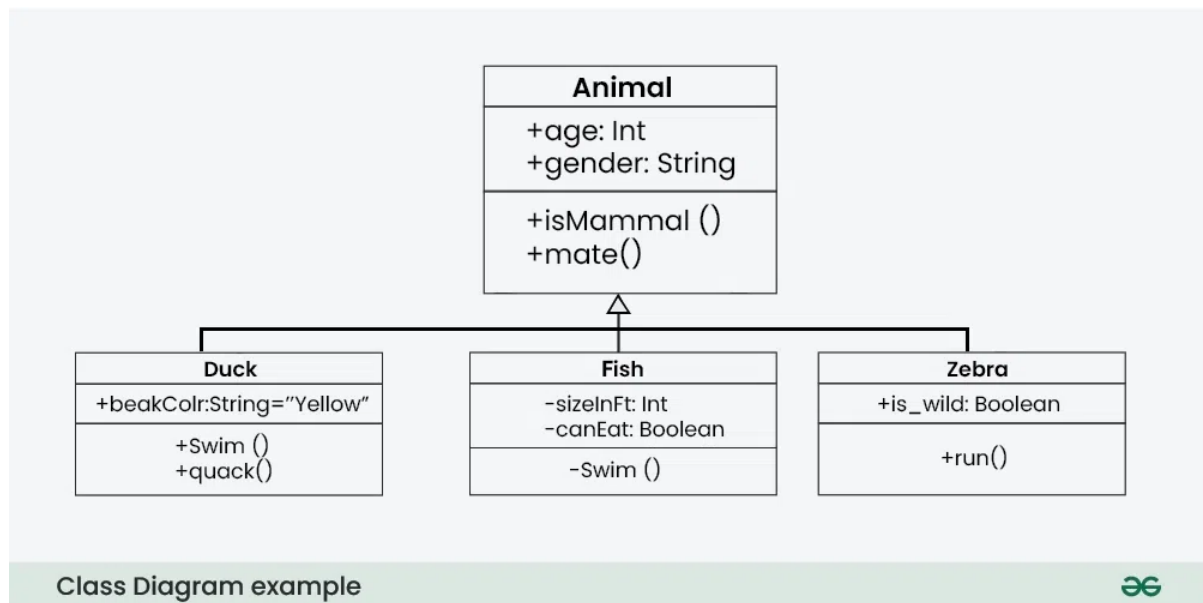 Animal
+age: Int
+gender: String
+isMammal ()
+mate()
Duck
+beakColr:String=”Yellow”
+Swim ()
+quack()
Fish
-sizeInFt: Int
-canEat: Boolean
-Swim ()
Zebra
+is_wild: Boolean
+run()
Class Diagram example